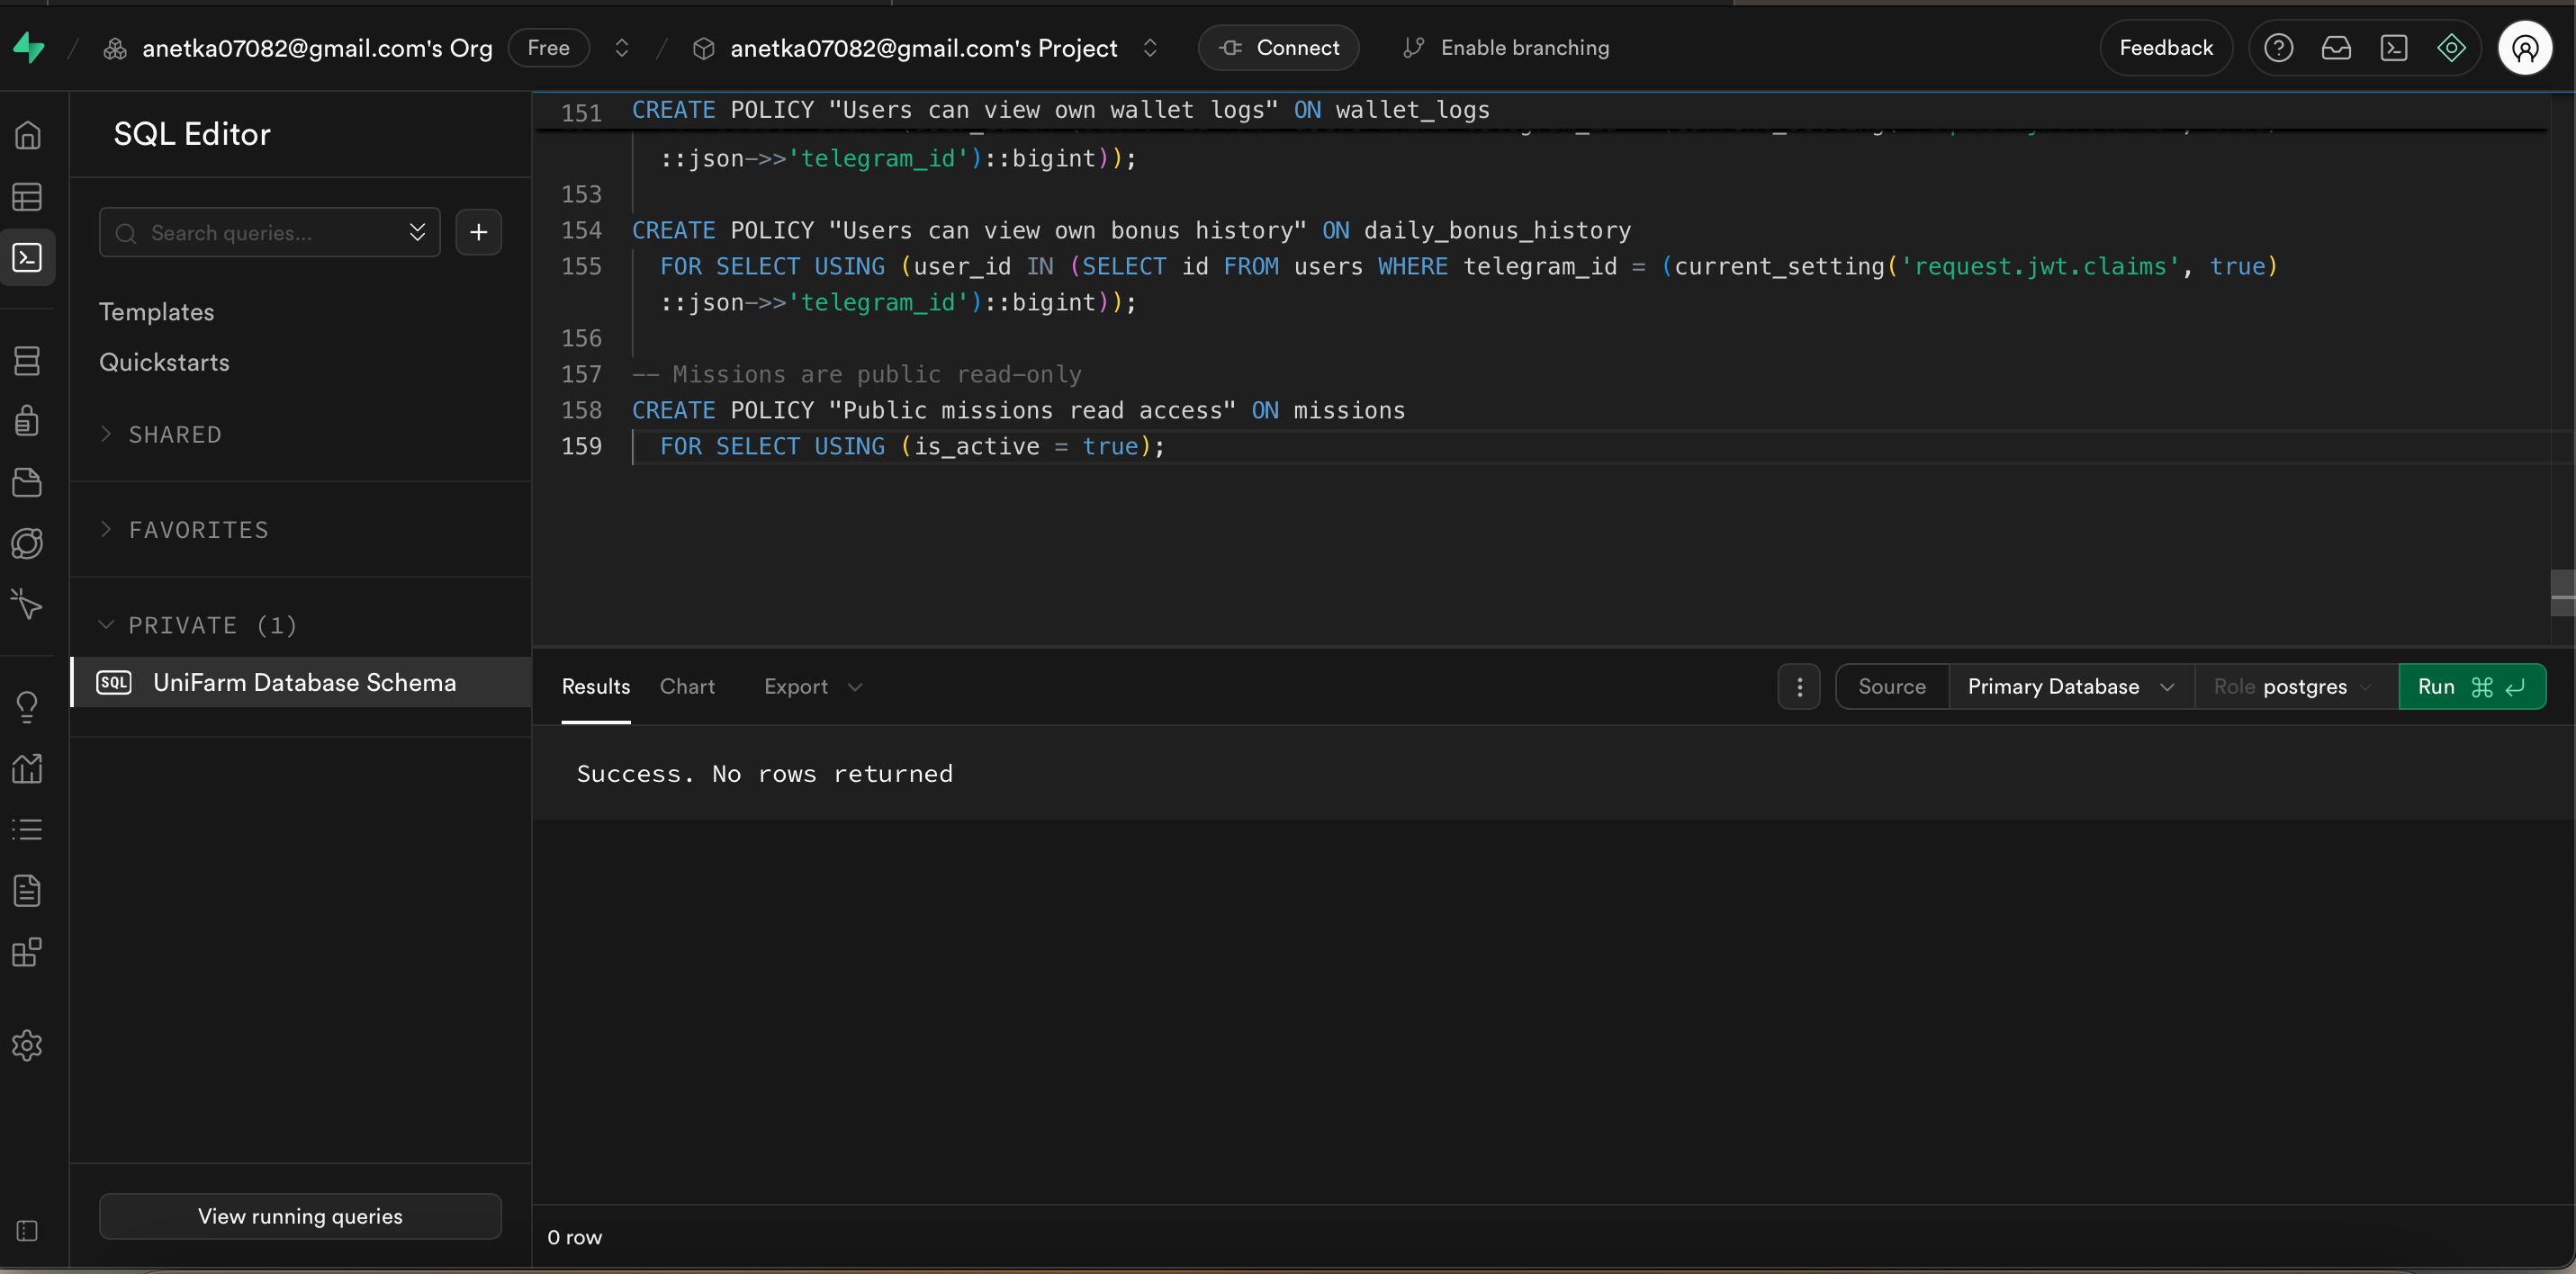 anetka07082@gmail.com's Org Free anetka07082@gmail.com's Project Connect Enable branching Feedback
SQL Editor
Search queries...
Templates
Quickstarts
SHARED
FAVORITES
PRIVATE (1)
SQL UniFarm Database Schema
View running queries
151 CREATE POLICY "Users can view own wallet logs" ON wallet_logs
::json->>'telegram_id')::bigint));
153
154 CREATE POLICY "Users can view own bonus history" ON daily_bonus_history
155 FOR SELECT USING (user_id IN (SELECT id FROM users WHERE telegram_id = (current_setting('request.jwt.claims', true)
::json->>'telegram_id')::bigint));
156
157 -- Missions are public read-only
158 CREATE POLICY "Public missions read access" ON missions
159 FOR SELECT USING (is_active = true);
Results Chart Export Source Primary Database Role postgres Run
Success. No rows returned
0 row